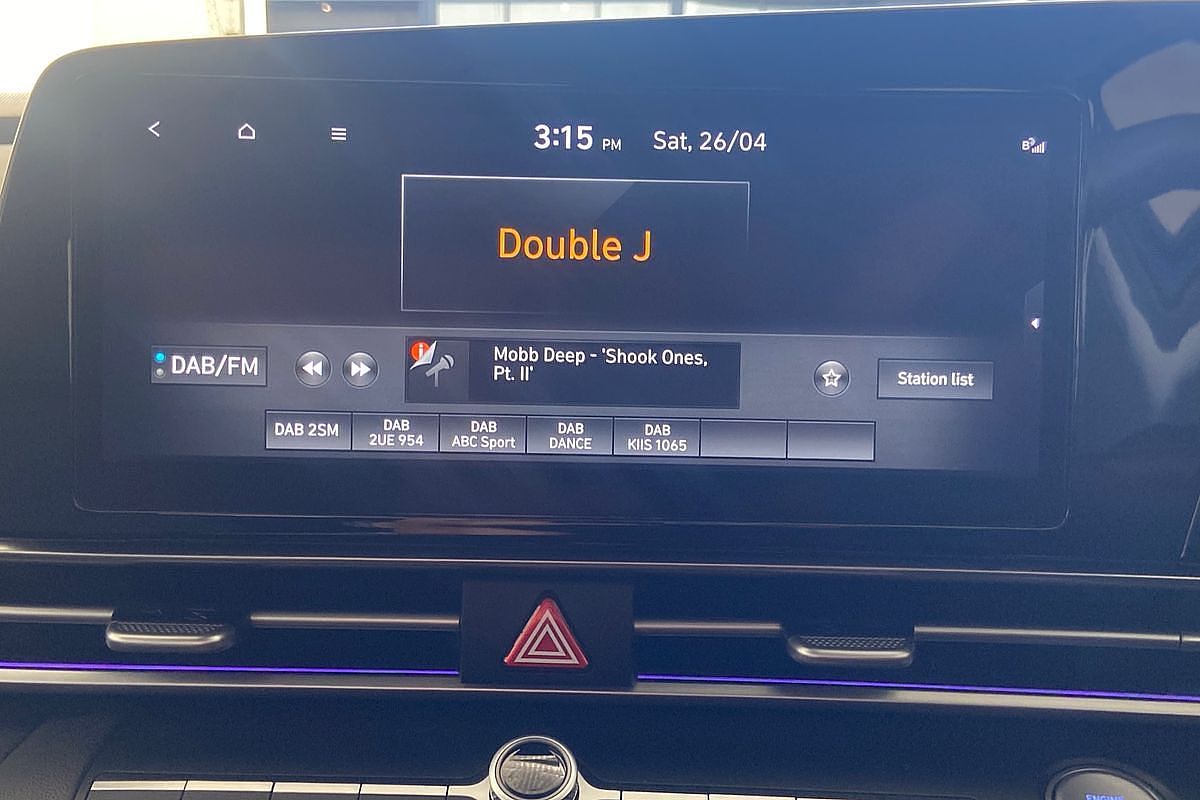 3:15 PM Sat, 26/04
Double J
DAB/FM
Mobb Deep - 'Shook Ones,
Pt. II'
Station list
DAB 2SM
DAB
2UE 954
DAB
ABC Sport
DAB
DANCE
DAB
KIIS 1065
ENGINE